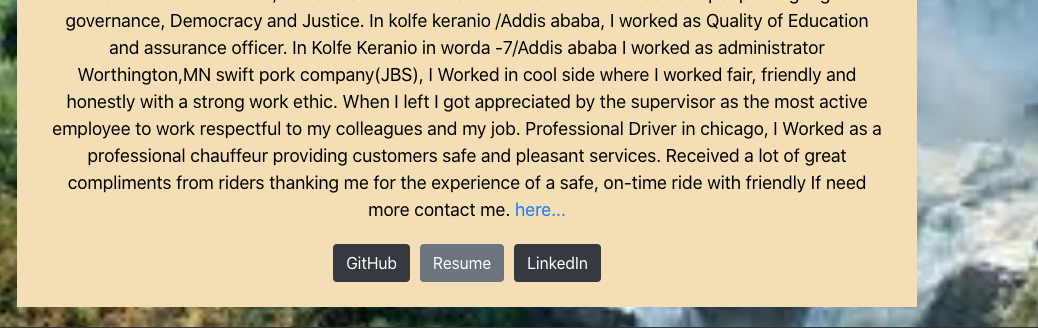 governance, Democracy and Justice. In kolfe keranio /Addis ababa, I worked as Quality of Education
and assurance officer. In Kolfe Keranio in worda -7/Addis ababa I worked as administrator
Worthington,MN swift pork company(JBS), I Worked in cool side where I worked fair, friendly and
honestly with a strong work ethic. When I left I got appreciated by the supervisor as the most active
employee to work respectful to my colleagues and my job. Professional Driver in chicago, I Worked as a
professional chauffeur providing customers safe and pleasant services. Received a lot of great
compliments from riders thanking me for the experience of a safe, on-time ride with friendly If need
more contact me. here...
GitHub Resume LinkedIn